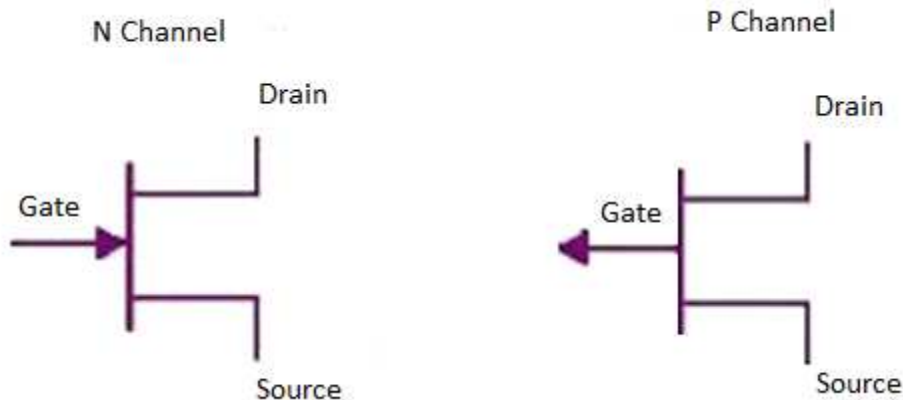 N Channel
Drain
Gate
Source
P Channel
Drain
Gate
Source